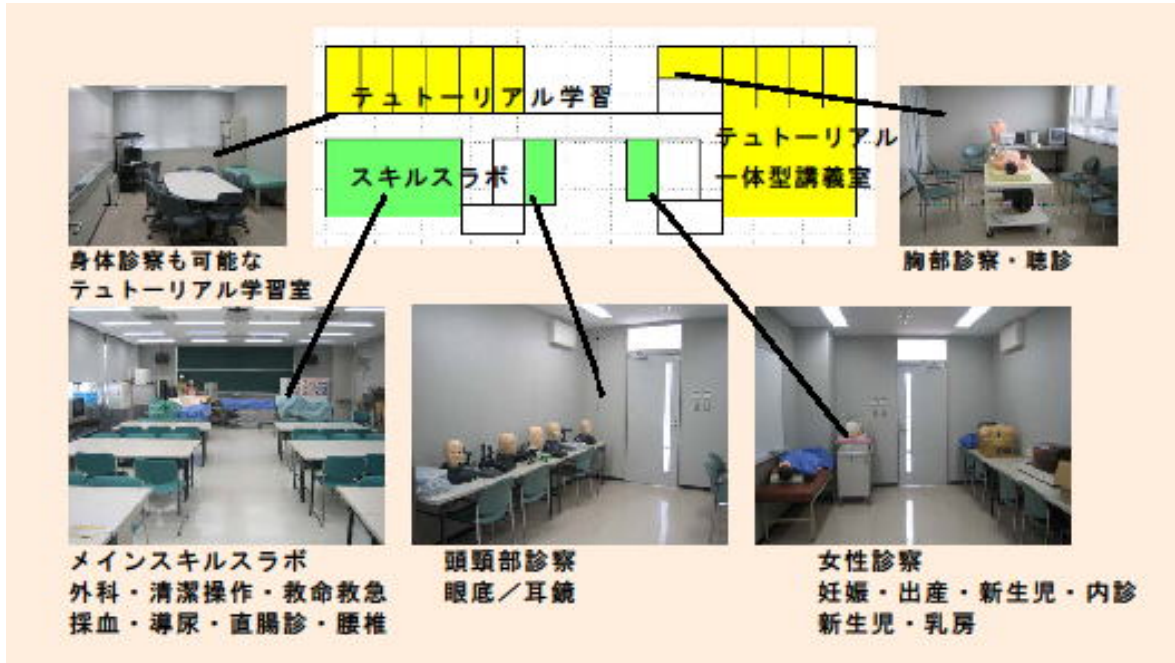 テュトーリアル学習
テュトーリアル
一体型講義室
スキルスラボ
身体診察も可能な
テュトーリアル学習室
胸部診察・聴診
メインスキルスラボ
外科・清潔操作・救命救急
採血・導尿・直腸診・腰椎
頭頸部診察
眼底／耳鏡
女性診察
妊娠・出産・新生児・内診
新生児・乳房